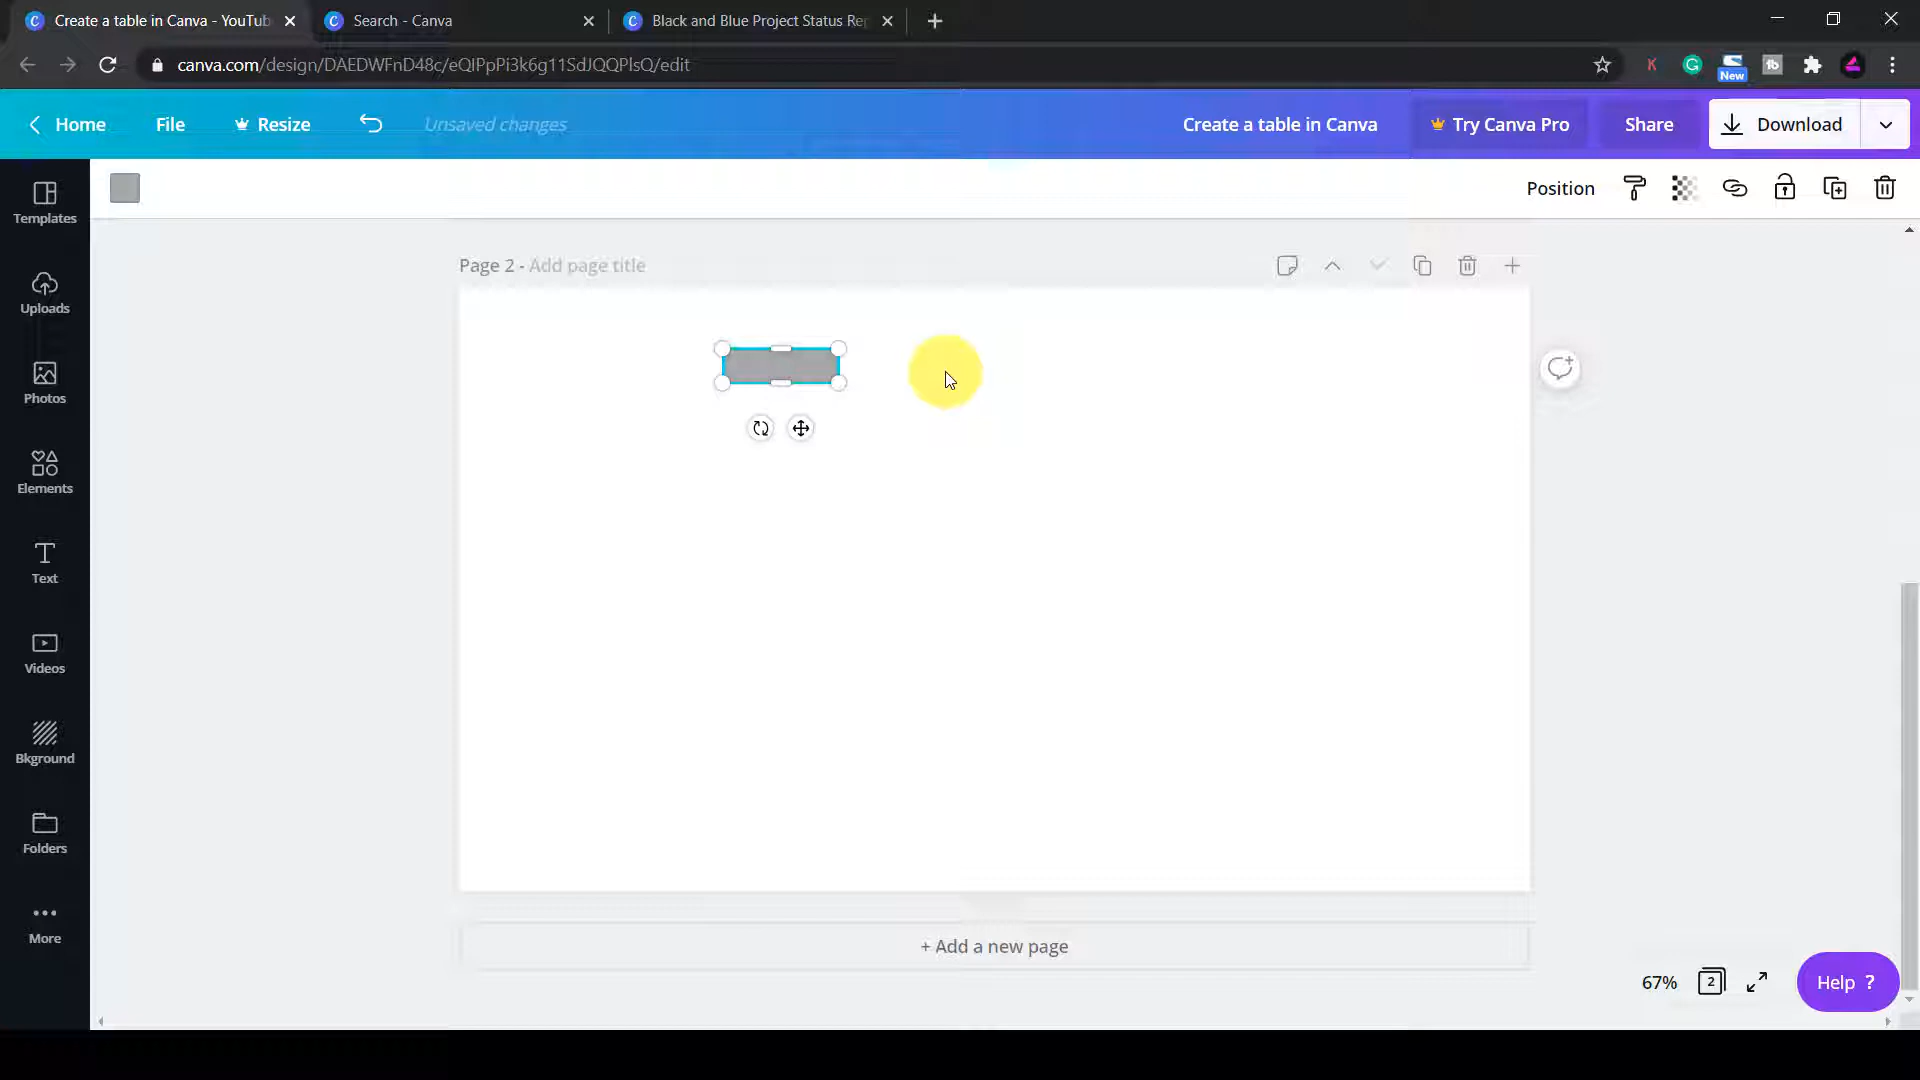 Create a table in Canva - YouTub
Search - Canva
Black and Blue Project Status Re
canva.com/design/DAEDWFnD48c/eQIPpPi3k6g11SdJQQPlsQ/edit
New
Home
File
Resize
Unsaved changes
Create a table in Canva
Try Canva Pro
Share
Download
Position
Templates
Uploads
Photos
Elements
Text
Videos
Bkground
Folders
More
Page 2 - Add page title
+ Add a new page
67%
2
Help ?